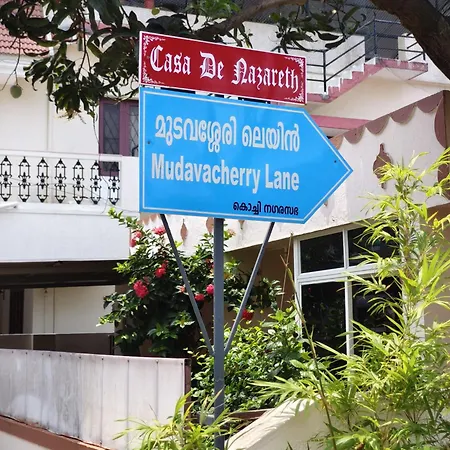 Casa De Nazareth
മുടവശ്ശേരി ലെയിൻ
Mudavacherry Lane
കൊച്ചി നഗരസഭ